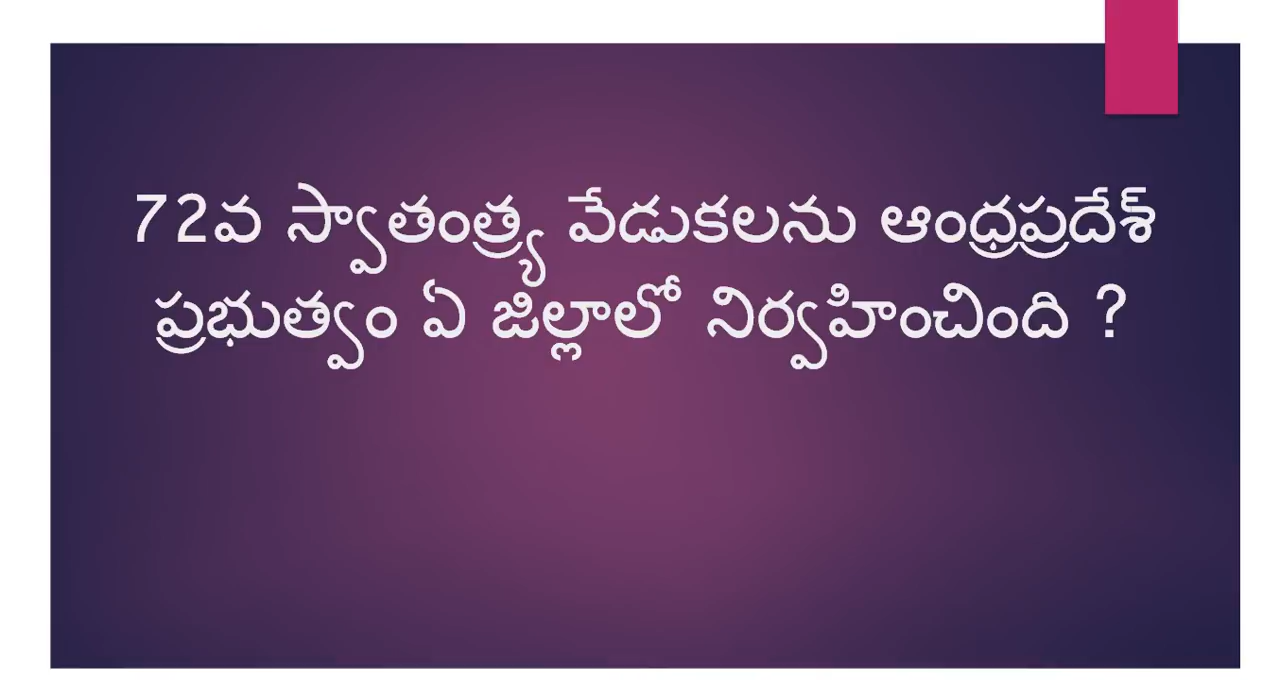 72వ స్వాతంత్ర్య వేడుకలను ఆంధ్రప్రదేశ్
ప్రభుత్వం ఏ జిల్లాలో నిర్వహించింది ?